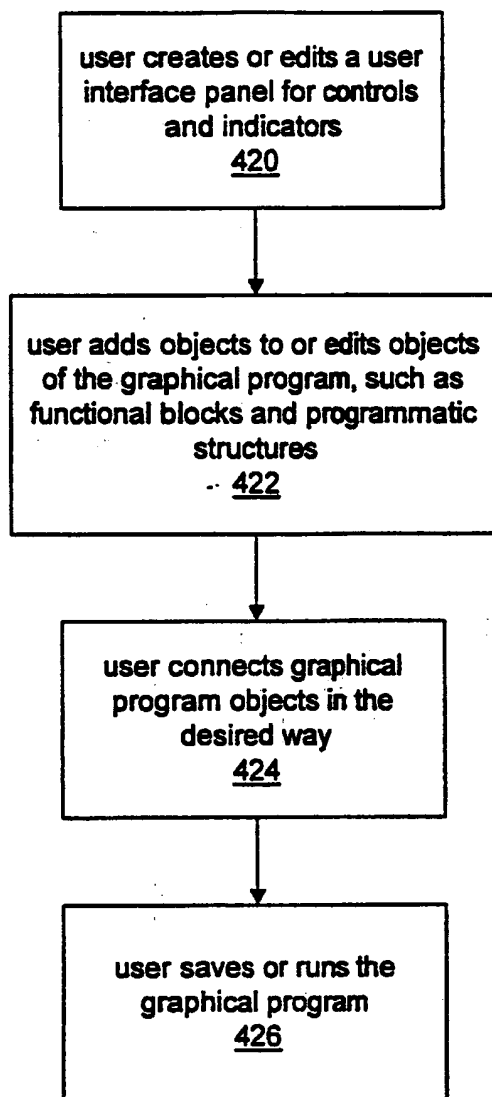 user creates or edits a user
interface panel for controls
and indicators
420
user adds objects to or edits objects
of the graphical program, such as
functional blocks and programmatic
structures
422
user connects graphical
program objects in the
desired way
424
user saves or runs the
graphical program
426